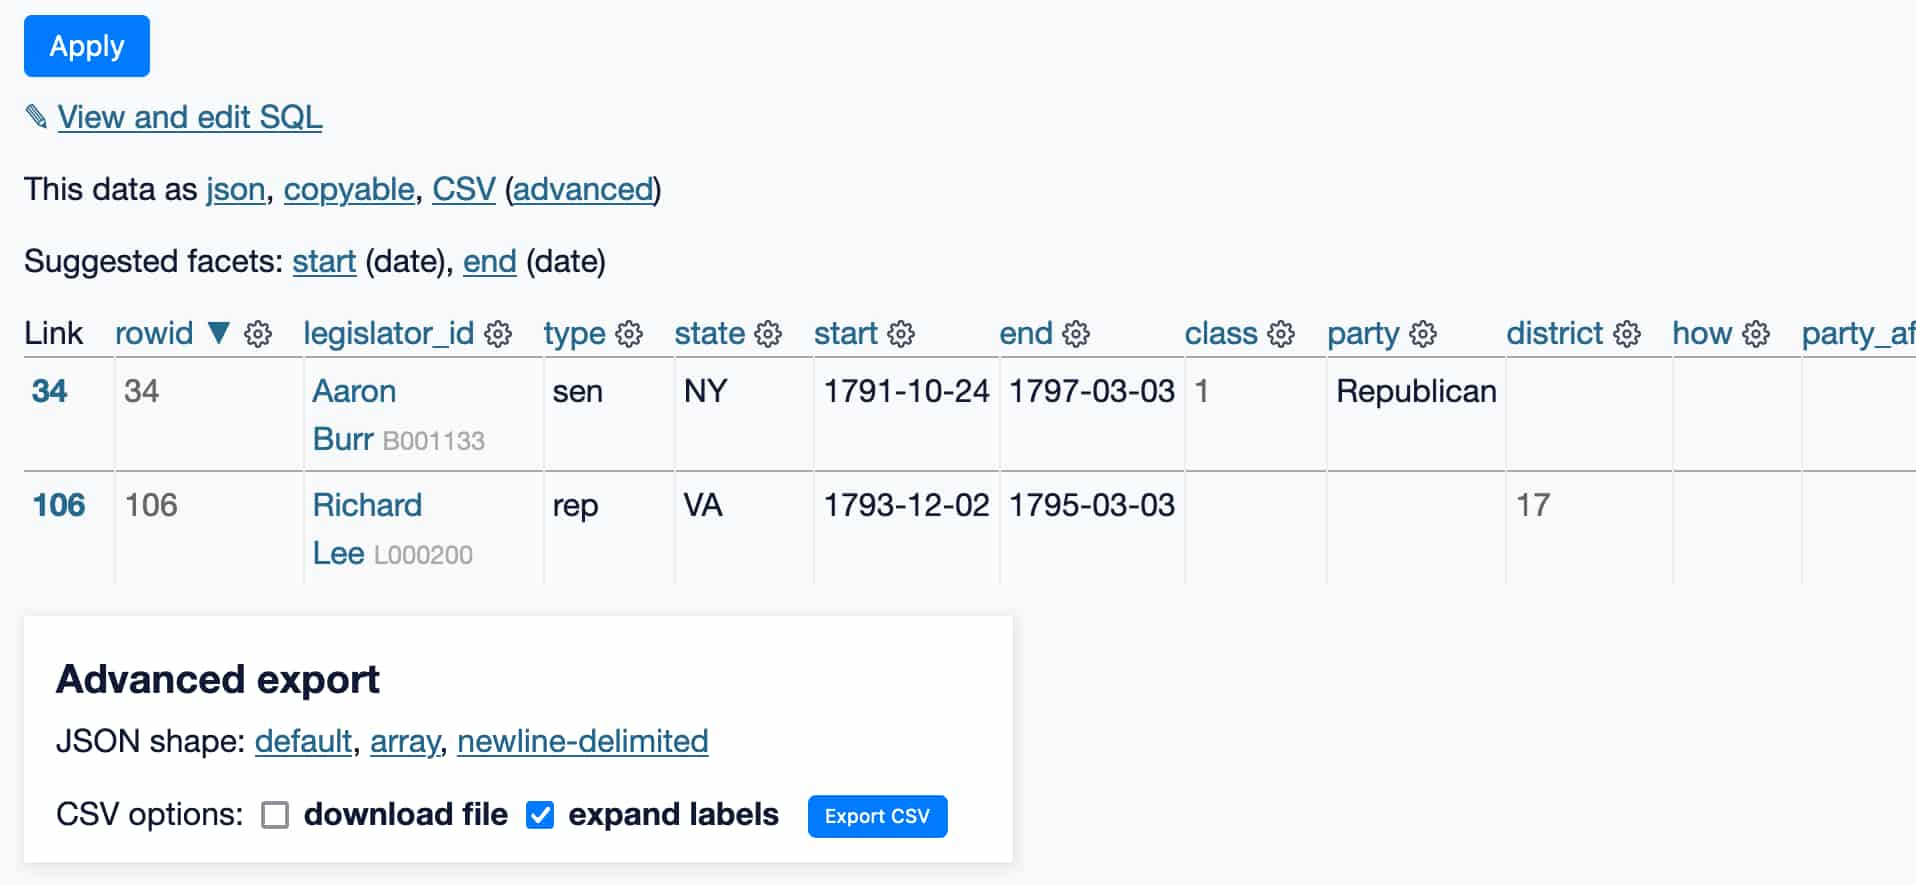 Apply
✎ View and edit SQL
This data as json, copyable, CSV (advanced)
Suggested facets: start (date), end (date)
Link rowid ▼ legislator_id type state start end class party district how party_af
34 34 Aaron sen NY 1791-10-24 1797-03-03 1 Republican
Burr B001133
106 106 Richard rep VA 1793-12-02 1795-03-03 17
Lee L000200
Advanced export
JSON shape: default, array, newline-delimited
CSV options: download file expand labels Export CSV